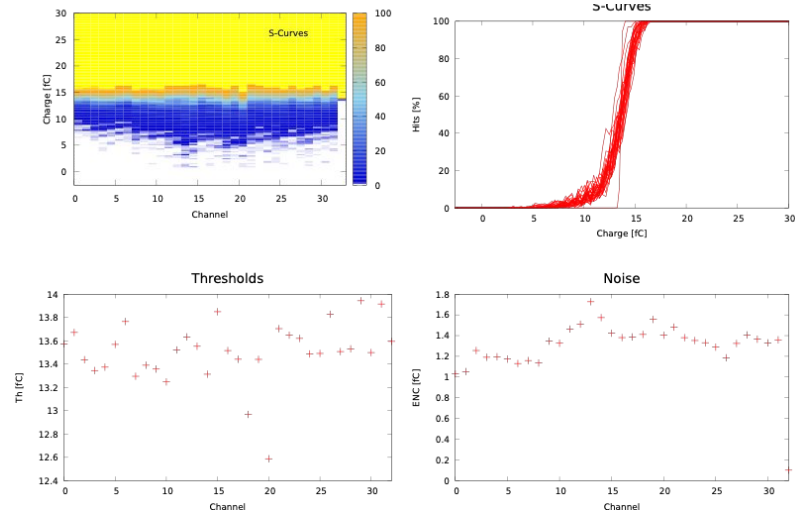 S-Curves
S-Curves
Charge [fC]
30
25
20
15
10
5
0
0 5 10 15 20 25 30
Channel
100
80
60
40
20
0
Hits [%]
100
80
60
40
20
0
0 5 10 15 20 25 30
Charge [fC]
Thresholds
Th [fC]
14
13.8
13.6
13.4
13.2
13
12.8
12.6
12.4
0 5 10 15 20 25 30
Channel
Noise
ENC [fC]
1.8
1.6
1.4
1.2
1
0.8
0.6
0.4
0.2
0
0 5 10 15 20 25 30
Channel